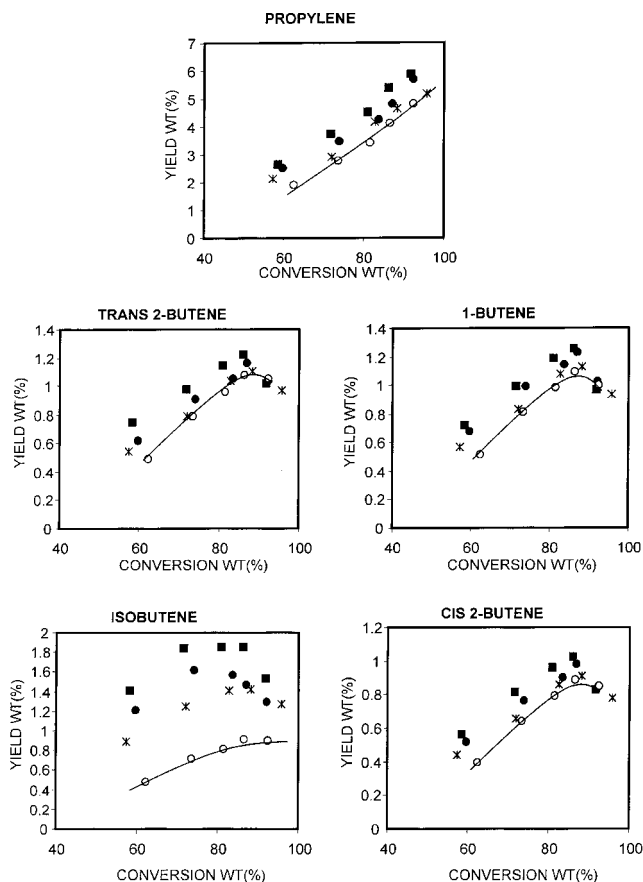 PROPYLENE
7
6
5
4
3
2
1
0
YIELD WT(%)
40 60 80 100
CONVERSION WT(%)
TRANS 2-BUTENE
1.4
1.2
1
0.8
0.6
0.4
0.2
0
YIELD WT(%)
40 60 80 100
CONVERSION WT(%)
1-BUTENE
1.4
1.2
1
0.8
0.6
0.4
0.2
0
YIELD WT(%)
40 60 80 100
CONVERSION WT(%)
ISOBUTENE
2
1.8
1.6
1.4
1.2
1
0.8
0.6
0.4
0.2
0
YIELD WT(%)
40 60 80 100
CONVERSION WT(%)
CIS 2-BUTENE
1.2
1
0.8
0.6
0.4
0.2
0
YIELD WT(%)
40 60 80 100
CONVERSION WT(%)